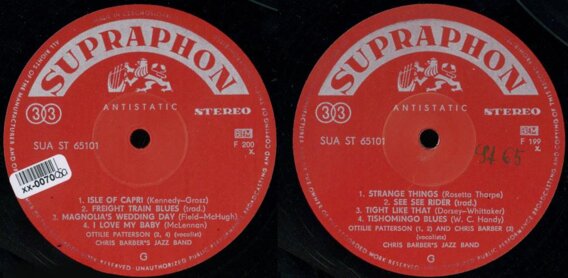 SUPRAPHON
33
ANTISTATIC
STEREO
SUA ST 65101
F 200
x.
XX-0070
1. ISLE OF CAPRI (Kennedy—Grosz)
2. FREIGHT TRAIN BLUES (trad.)
3. MAGNOLIA'S WEDDING DAY (Field—McHugh)
4. I LOVE MY BABY (McLennan)
OTTILIE PATTERSON (2, 4) (vocalist)
CHRIS BARBER'S JAZZ BAND
G
SUPRAPHON
33
ANTISTATIC
STEREO
SUA ST 65101
F 199
x.
1. STRANGE THINGS (Rosetta Thorpe)
2. SEE SEE RIDER (trad.)
3. TIGHT LIKE THAT (Dorsey—Whittaker)
4. TISHOMINGO BLUES (W. C. Handy)
OTTILIE PATTERSON (1, 2) AND CHRIS BARBER (3)
(vocalists)
CHRIS BARBER'S JAZZ BAND
G